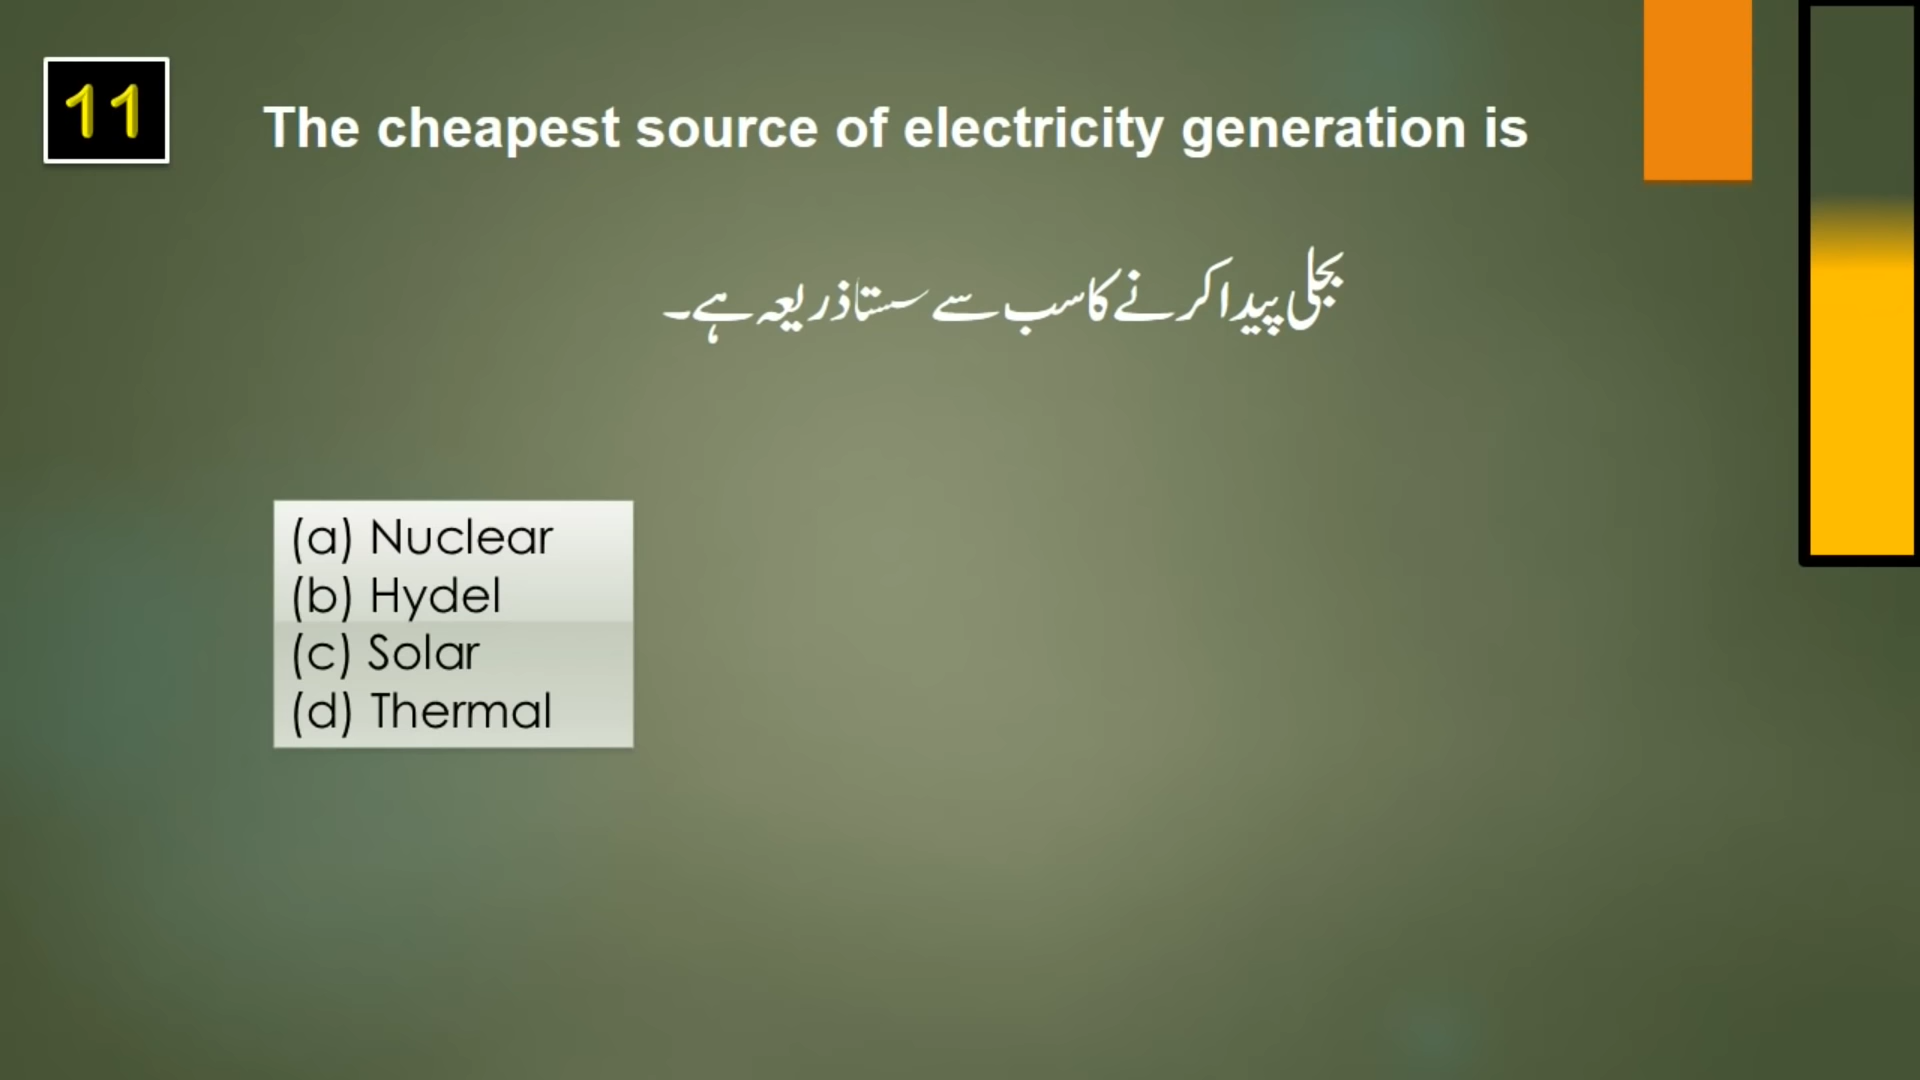 11
The cheapest source of electricity generation is
بجلی پیدا کرنے کا سب سے سستا ذریعہ ہے۔
(a) Nuclear
(b) Hydel
(c) Solar
(d) Thermal